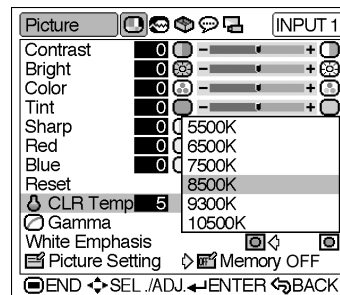 Picture INPUT 1
Contrast 0 - +
Bright 0 - +
Color 0 - +
Tint 0 - +
Sharp 0 5500K
Red 0 6500K
Blue 0 7500K
Reset 8500K
CLR Temp 5 9300K
Gamma 10500K
White Emphasis
Picture Setting OFF Memory OFF
END SEL./ADJ. ENTER BACK